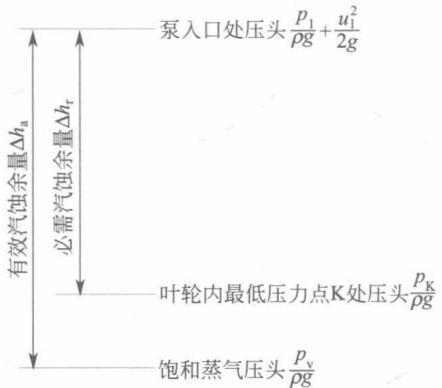 泵入口处压头 $\frac{p_1}{\rho g}+\frac{u_1^2}{2g}$
有效汽蚀余量Δh_a
必需汽蚀余量Δh_r
叶轮内最低压力点K处压头 $\frac{p_K}{\rho g}$
饱和蒸气压头 $\frac{p_v}{\rho g}$